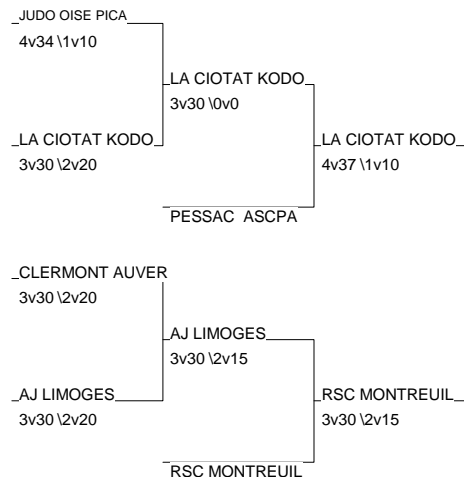 JUDO OISE PICA
4v34 \1v10
LA CIOTAT KODO
3v30 \0v0
LA CIOTAT KODO
3v30 \2v20
LA CIOTAT KODO
4v37 \1v10
PESSAC ASCPA
CLERMONT AUVER
3v30 \2v20
AJ LIMOGES
3v30 \2v15
AJ LIMOGES
3v30 \2v20
RSC MONTREUIL
3v30 \2v15
RSC MONTREUIL